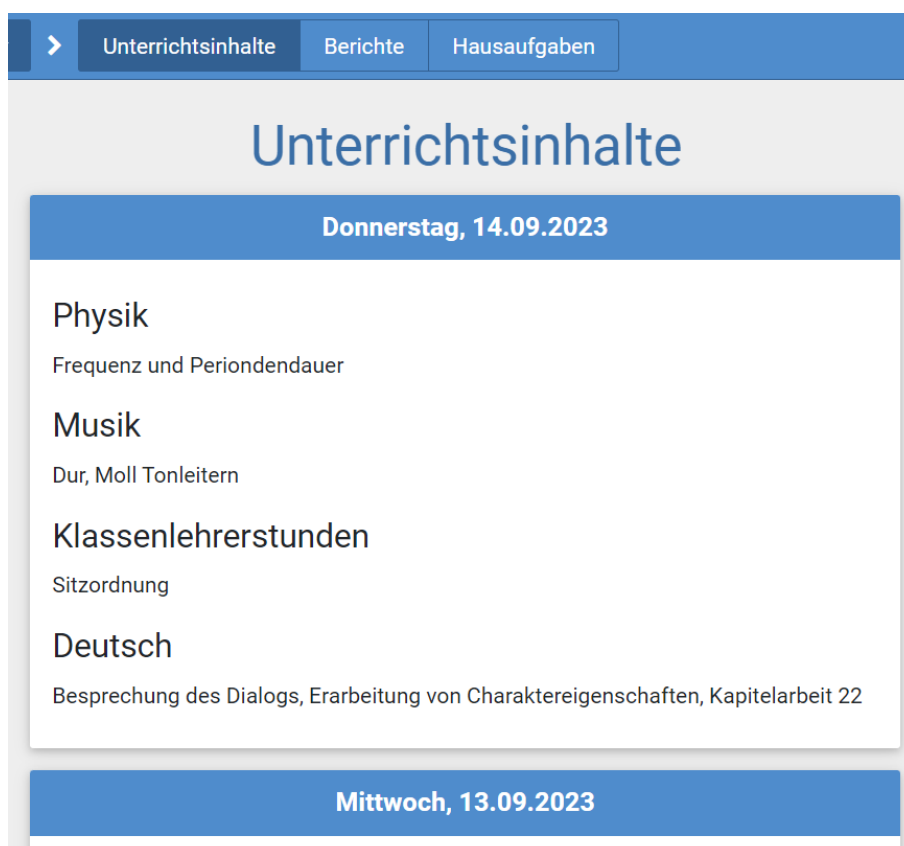 Unterrichtsinhalte Berichte Hausaufgaben
Unterrichtsinhalte
Donnerstag, 14.09.2023
Physik
Frequenz und Periondendauer
Musik
Dur, Moll Tonleitern
Klassenlehrerstunden
Sitzordnung
Deutsch
Besprechung des Dialogs, Erarbeitung von Charaktereigenschaften, Kapitelarbeit 22
Mittwoch, 13.09.2023